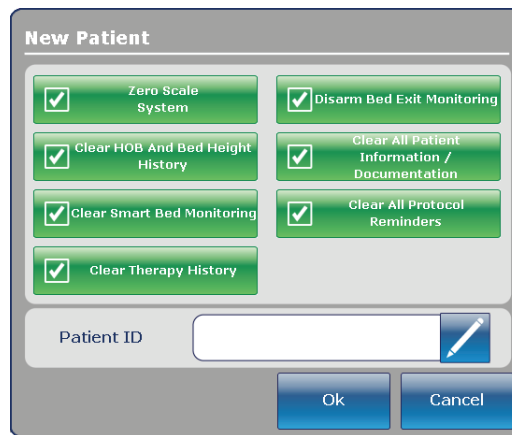 New Patient
Zero Scale
System
Disarm Bed Exit Monitoring
Clear HOB And Bed Height
History
Clear All Patient
Information /
Documentation
Clear Smart Bed Monitoring
Clear All Protocol
Reminders
Clear Therapy History
Patient ID
Ok
Cancel